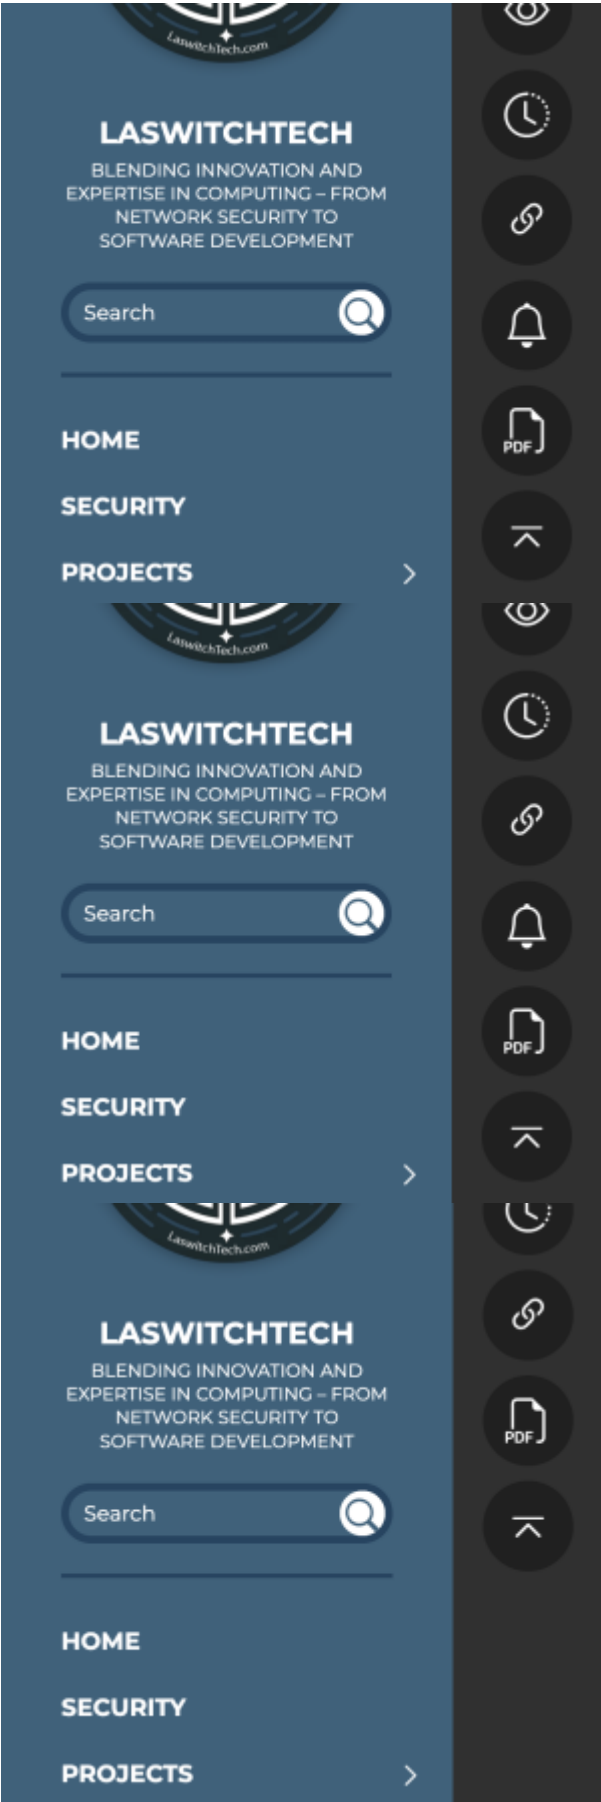 LaswitchTech.com
LASWITCHTECH
BLENDING INNOVATION AND
EXPERTISE IN COMPUTING – FROM
NETWORK SECURITY TO
SOFTWARE DEVELOPMENT
Search
HOME
PDF
SECURITY
PROJECTS
LaswitchTech.com
LASWITCHTECH
BLENDING INNOVATION AND
EXPERTISE IN COMPUTING – FROM
NETWORK SECURITY TO
SOFTWARE DEVELOPMENT
Search
HOME
PDF
SECURITY
PROJECTS
LaswitchTech.com
LASWITCHTECH
BLENDING INNOVATION AND
EXPERTISE IN COMPUTING – FROM
NETWORK SECURITY TO
SOFTWARE DEVELOPMENT
PDF
Search
HOME
SECURITY
PROJECTS